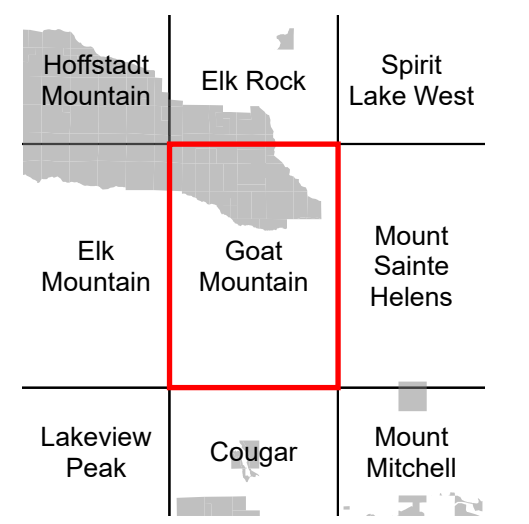 Hoffstadt
Mountain
Elk Rock
Spirit
Lake West
Elk
Mountain
Goat
Mountain
Mount
Sainte
Helens
Lakeview
Peak
Cougar
Mount
Mitchell